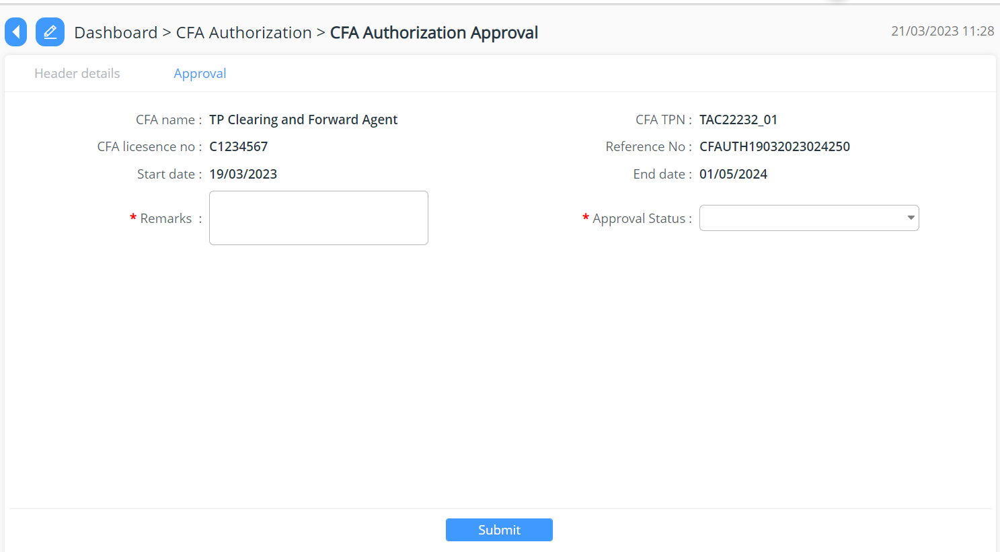 Dashboard > CFA Authorization > CFA Authorization Approval
21/03/2023 11:28
Header details
Approval
CFA name : TP Clearing and Forward Agent
CFA TPN : TAC22232_01
CFA licesence no : C1234567
Reference No : CFAUTH19032023024250
Start date : 19/03/2023
End date : 01/05/2024
* Remarks :
* Approval Status :
Submit